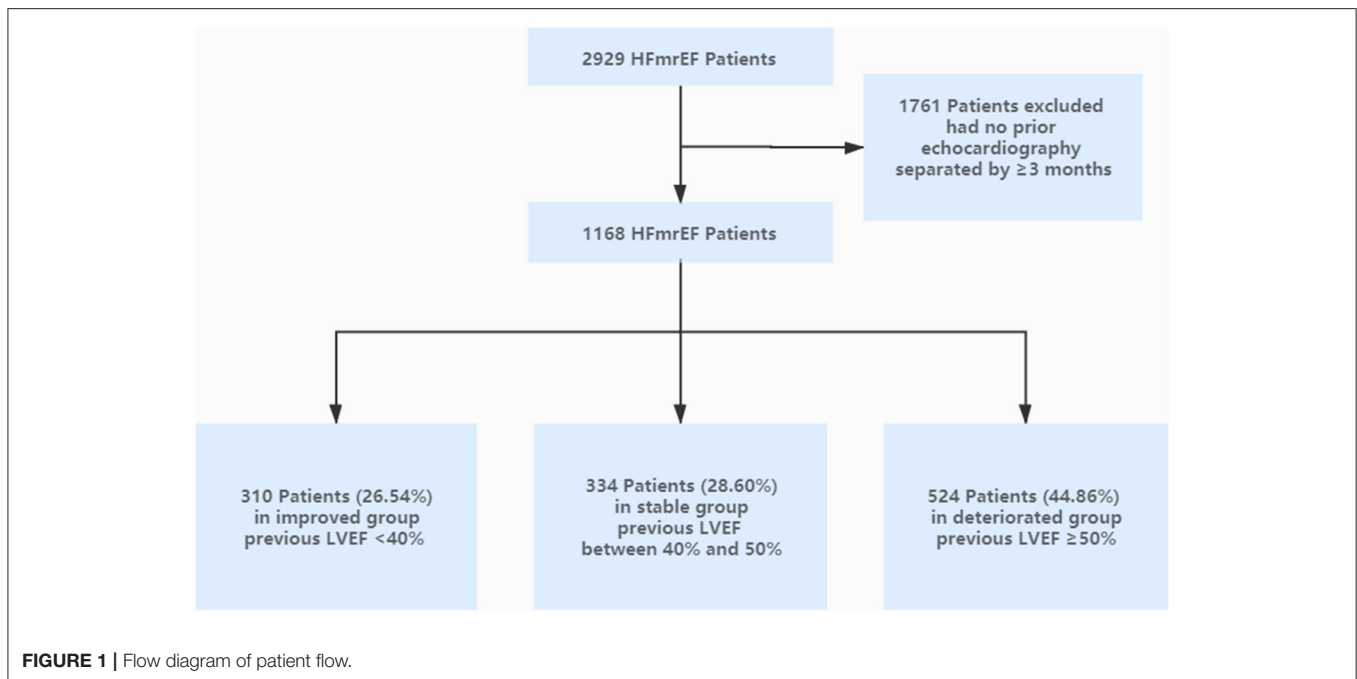 2929 HFmrEF Patients
1761 Patients excluded
had no prior
echocardiography
separated by ≥3 months
1168 HFmrEF Patients
310 Patients (26.54%)
in improved group
previous LVEF <40%
334 Patients (28.60%)
in stable group
previous LVEF
between 40% and 50%
524 Patients (44.86%)
in deteriorated group
previous LVEF ≥50%
FIGURE 1 | Flow diagram of patient flow.